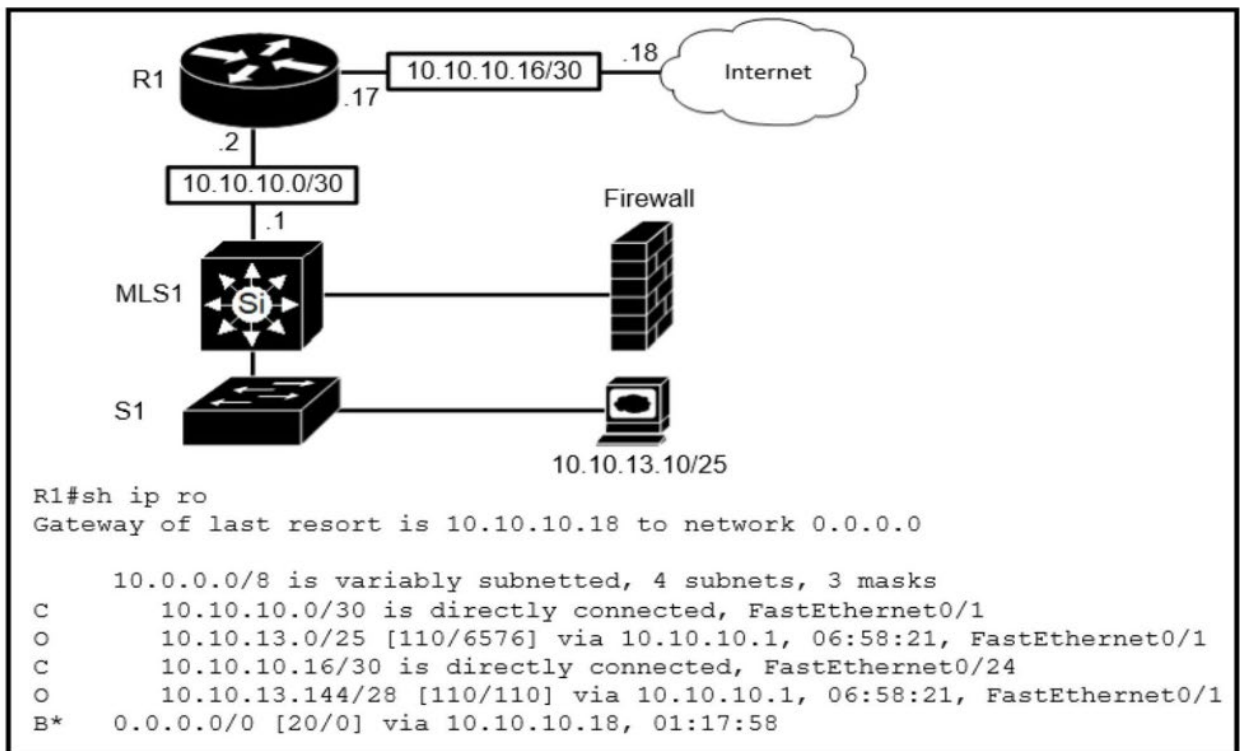 R1
10.10.10.16/30
.18
Internet
.17
.2
10.10.10.0/30
.1
Firewall
MLS1
Si
S1
10.10.13.10/25
R1#sh ip ro
Gateway of last resort is 10.10.10.18 to network 0.0.0.0
10.0.0.0/8 is variably subnetted, 4 subnets, 3 masks
C 10.10.10.0/30 is directly connected, FastEthernet0/1
O 10.10.13.0/25 [110/6576] via 10.10.10.1, 06:58:21, FastEthernet0/1
C 10.10.10.16/30 is directly connected, FastEthernet0/24
O 10.10.13.144/28 [110/110] via 10.10.10.1, 06:58:21, FastEthernet0/1
B* 0.0.0.0/0 [20/0] via 10.10.10.18, 01:17:58